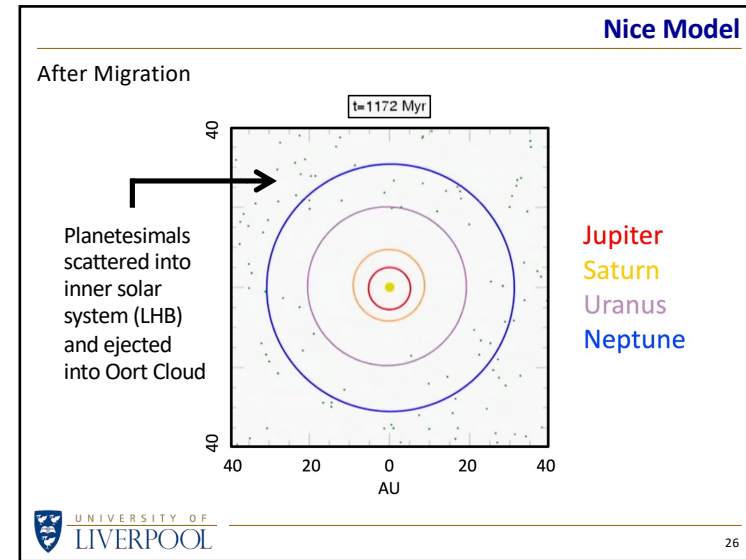 Nice Model
After Migration
t=1172 Myr
40
Planetesimals
scattered into
inner solar
system (LHB)
and ejected
into Oort Cloud
Jupiter
Saturn
Uranus
Neptune
40
40 20 0 20 40
AU
UNIVERSITY OF
LIVERPOOL
26